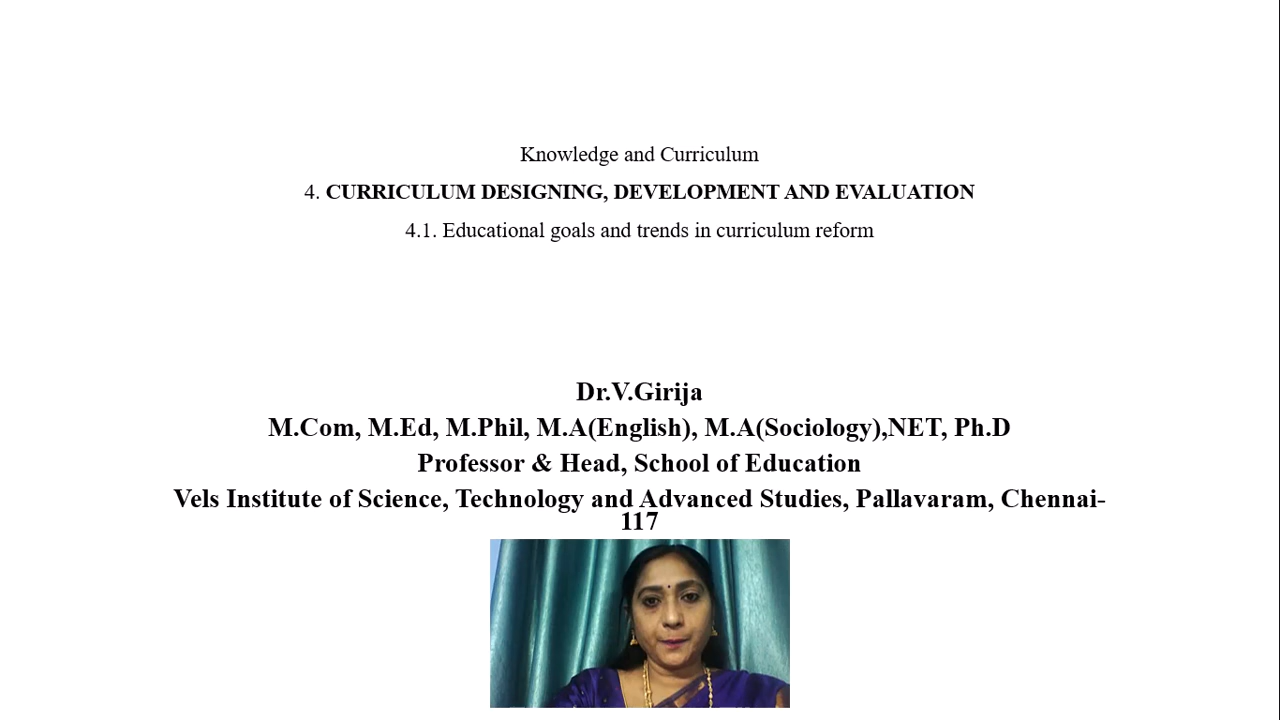 Knowledge and Curriculum
4. CURRICULUM DESIGNING, DEVELOPMENT AND EVALUATION
4.1. Educational goals and trends in curriculum reform
Dr.V.Girija
M.Com, M.Ed, M.Phil, M.A(English), M.A(Sociology),NET, Ph.D
Professor & Head, School of Education
Vels Institute of Science, Technology and Advanced Studies, Pallavaram, Chennai-
117